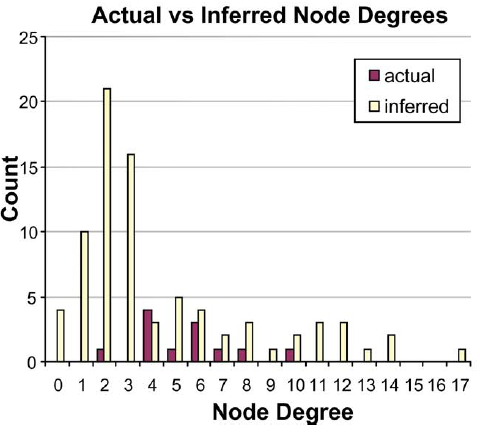 Actual vs Inferred Node Degrees
25
20
15
10
5
0
Count
actual
inferred
0 1 2 3 4 5 6 7 8 9 10 11 12 13 14 15 16 17
Node Degree